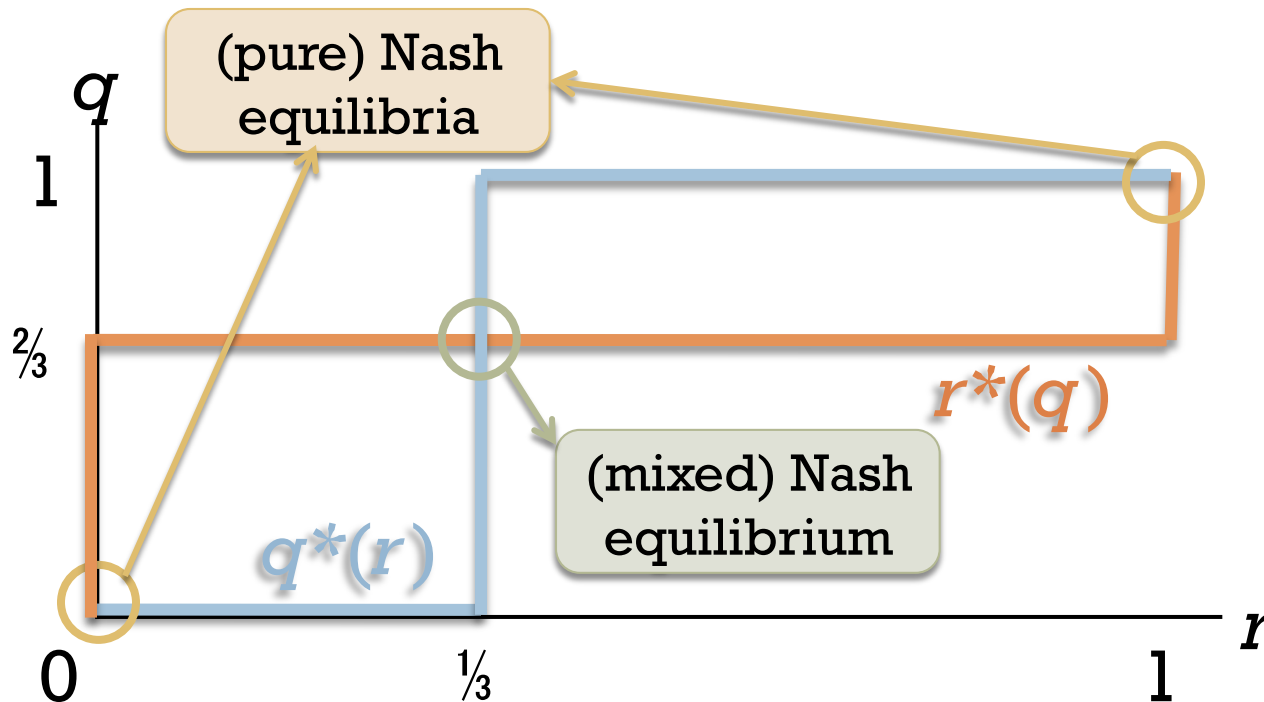 (pure) Nash
equilibria
q
1
⅔
r*(q)
(mixed) Nash
equilibrium
q*(r)
r
0
⅓
1